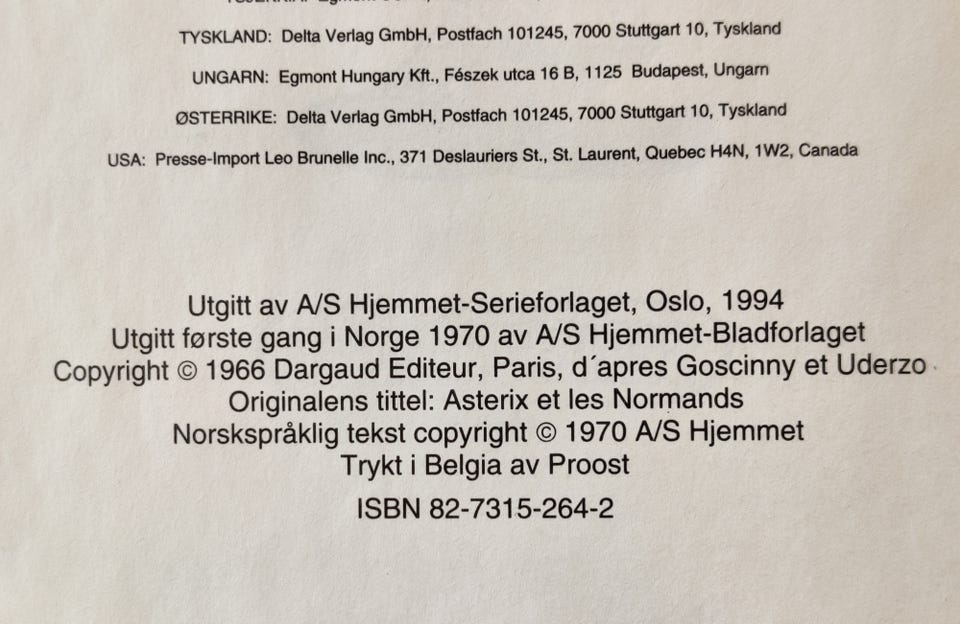 TYSKLAND: Delta Verlag GmbH, Postfach 101245, 7000 Stuttgart 10, Tyskland
UNGARN: Egmont Hungary Kft., Fészek utca 16 B, 1125 Budapest, Ungarn
ØSTERRIKE: Delta Verlag GmbH, Postfach 101245, 7000 Stuttgart 10, Tyskland
USA: Presse-Import Leo Brunelle Inc., 371 Deslauriers St., St. Laurent, Quebec H4N, 1W2, Canada
Utgitt av A/S Hjemmet-Serieforlaget, Oslo, 1994
Utgitt første gang i Norge 1970 av A/S Hjemmet-Bladforlaget
Copyright © 1966 Dargaud Editeur, Paris, d´apres Goscinny et Uderzo
Originalens tittel: Asterix et les Normands
Norskspråklig tekst copyright © 1970 A/S Hjemmet
Trykt i Belgia av Proost
ISBN 82-7315-264-2